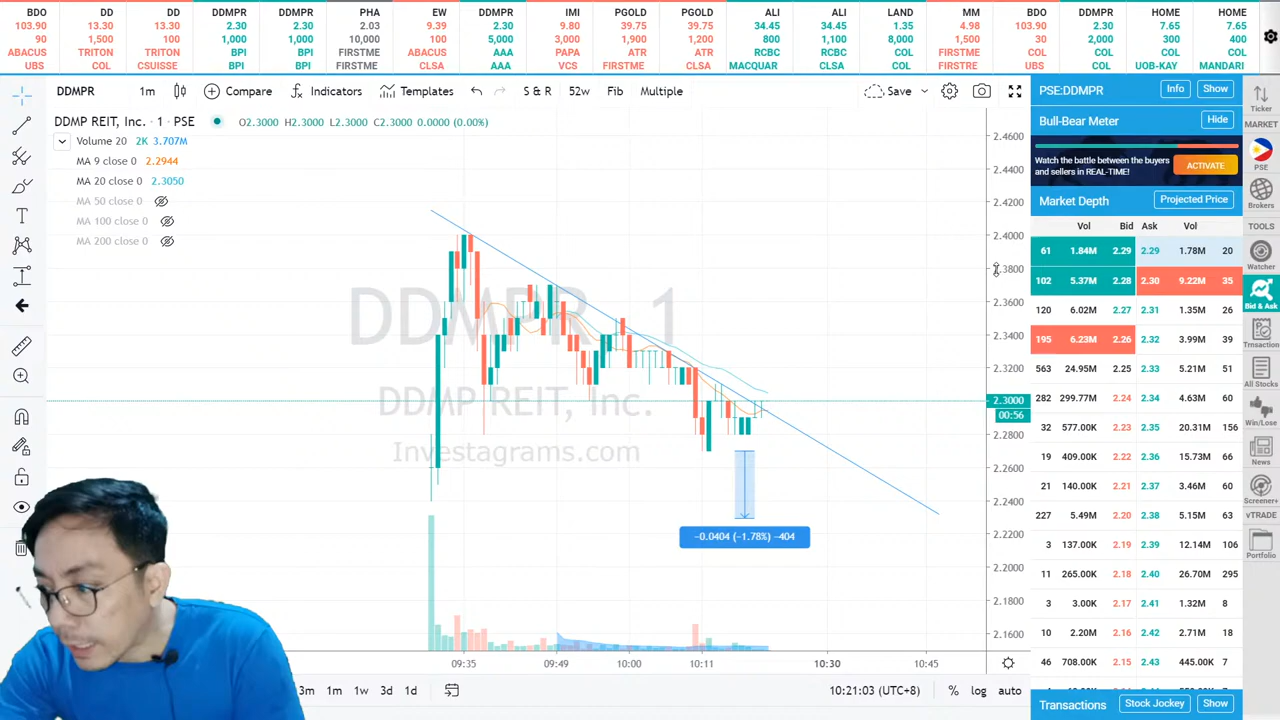 BDO DD DD DDMPR DDMPR PHA EW DDMPR IMI PGOLD PGOLD ALI ALI LAND MM BDO DDMPR HOME HOME
103.90 13.30 13.30 2.30 2.30 2.03 9.39 2.30 9.80 39.75 39.75 34.45 34.45 1.35 4.98 103.90 2.30 7.65 7.65
90 1,500 100 1,000 1,000 10,000 100 5,000 3,000 1,900 1,200 800 1,100 8,000 1,500 30 2,000 300 400
ABACUS TRITON TRITON BPI BPI FIRSTME ABACUS AAA PAPA ATR ATR RCBC RCBC COL FIRSTME COL COL COL COL
UBS COL CSUISSE BPI BPI FIRSTME CLSA AAA VCS FIRSTME CLSA MACQUAR CLSA COL FIRSTME UBS COL UOB-KAY MANDARI
DDMPR 1m Compare Indicators Templates S & R 52w Fib Multiple Save
DDMP REIT, Inc. · 1 · PSE O2.3000 H2.3000 L2.3000 C2.3000 0.0000 (0.00%)
Volume 20 2K 3.707M
MA 9 close 0 2.2944
MA 20 close 0 2.3050
MA 50 close 0
MA 100 close 0
MA 200 close 0
DDMPR, 1
DDMP REIT, Inc.
Investagrams.com
-0.0404 (-1.78%) -404
2.4600
2.4400
2.4200
2.4000
2.3800
2.3600
2.3400
2.3200
2.3000
00:56
2.2800
2.2600
2.2400
2.2200
2.2000
2.1800
2.1600
09:35 09:49 10:00 10:11 10:30 10:45
3m 1m 1w 3d 1d 10:21:03 (UTC+8) % log auto
PSE:DDMPR Info Show
Bull-Bear Meter Hide
Watch the battle between the buyers
and sellers in REAL-TIME!
ACTIVATE
Market Depth Projected Price
Vol Bid Ask Vol
61 1.84M 2.29 2.29 1.78M 20
102 5.37M 2.28 2.30 9.22M 35
120 6.02M 2.27 2.31 1.35M 26
195 6.23M 2.26 2.32 3.99M 39
563 24.95M 2.25 2.33 5.21M 51
282 299.77M 2.24 2.34 4.63M 60
32 577.00K 2.23 2.35 20.31M 156
19 409.00K 2.22 2.36 15.73M 66
21 140.00K 2.21 2.37 3.46M 60
227 5.49M 2.20 2.38 5.15M 63
3 137.00K 2.19 2.39 12.14M 106
11 265.00K 2.18 2.40 26.70M 295
3 3.00K 2.17 2.41 1.32M 8
10 2.20M 2.16 2.42 2.71M 18
46 708.00K 2.15 2.43 445.00K 7
Transactions Stock Jockey Show
Ticker
MARKET
PSE
Brokers
TOOLS
Watcher
Bid & Ask
Trnsaction
All Stocks
Win/Lose
News
Screener+
vTRADE
Portfolio